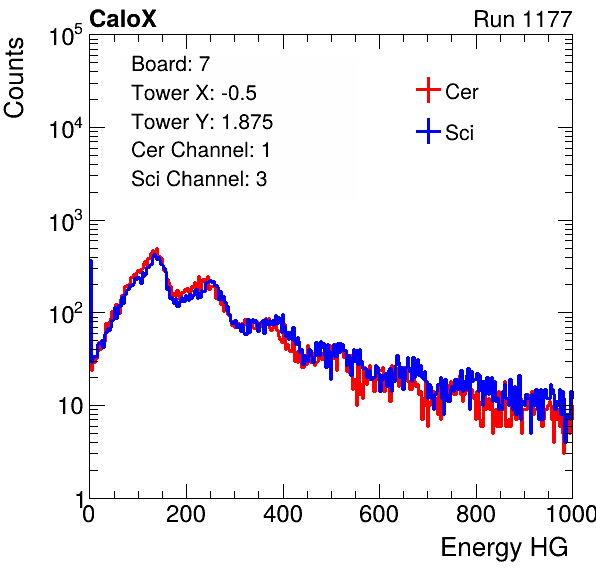 CaloX Run 1177
Counts
Board: 7
Tower X: -0.5
Tower Y: 1.875
Cer Channel: 1
Sci Channel: 3
Cer
Sci
10^5
10^4
10^3
10^2
10
1
0 200 400 600 800 1000
Energy HG